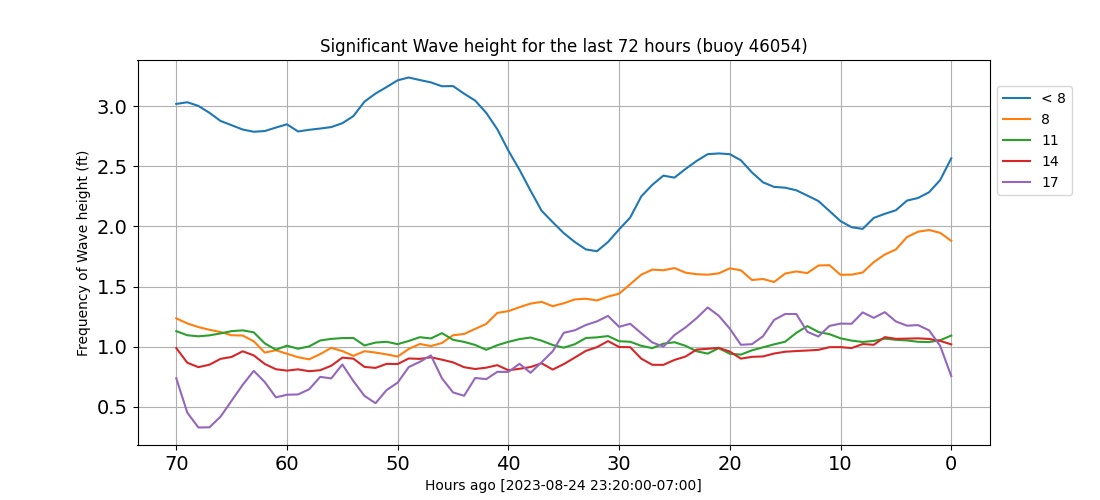 Significant Wave height for the last 72 hours (buoy 46054)
Frequency of Wave height (ft)
3.0
2.5
2.0
1.5
1.0
0.5
70 60 50 40 30 20 10 0
Hours ago [2023-08-24 23:20:00-07:00]
< 8
8
11
14
17